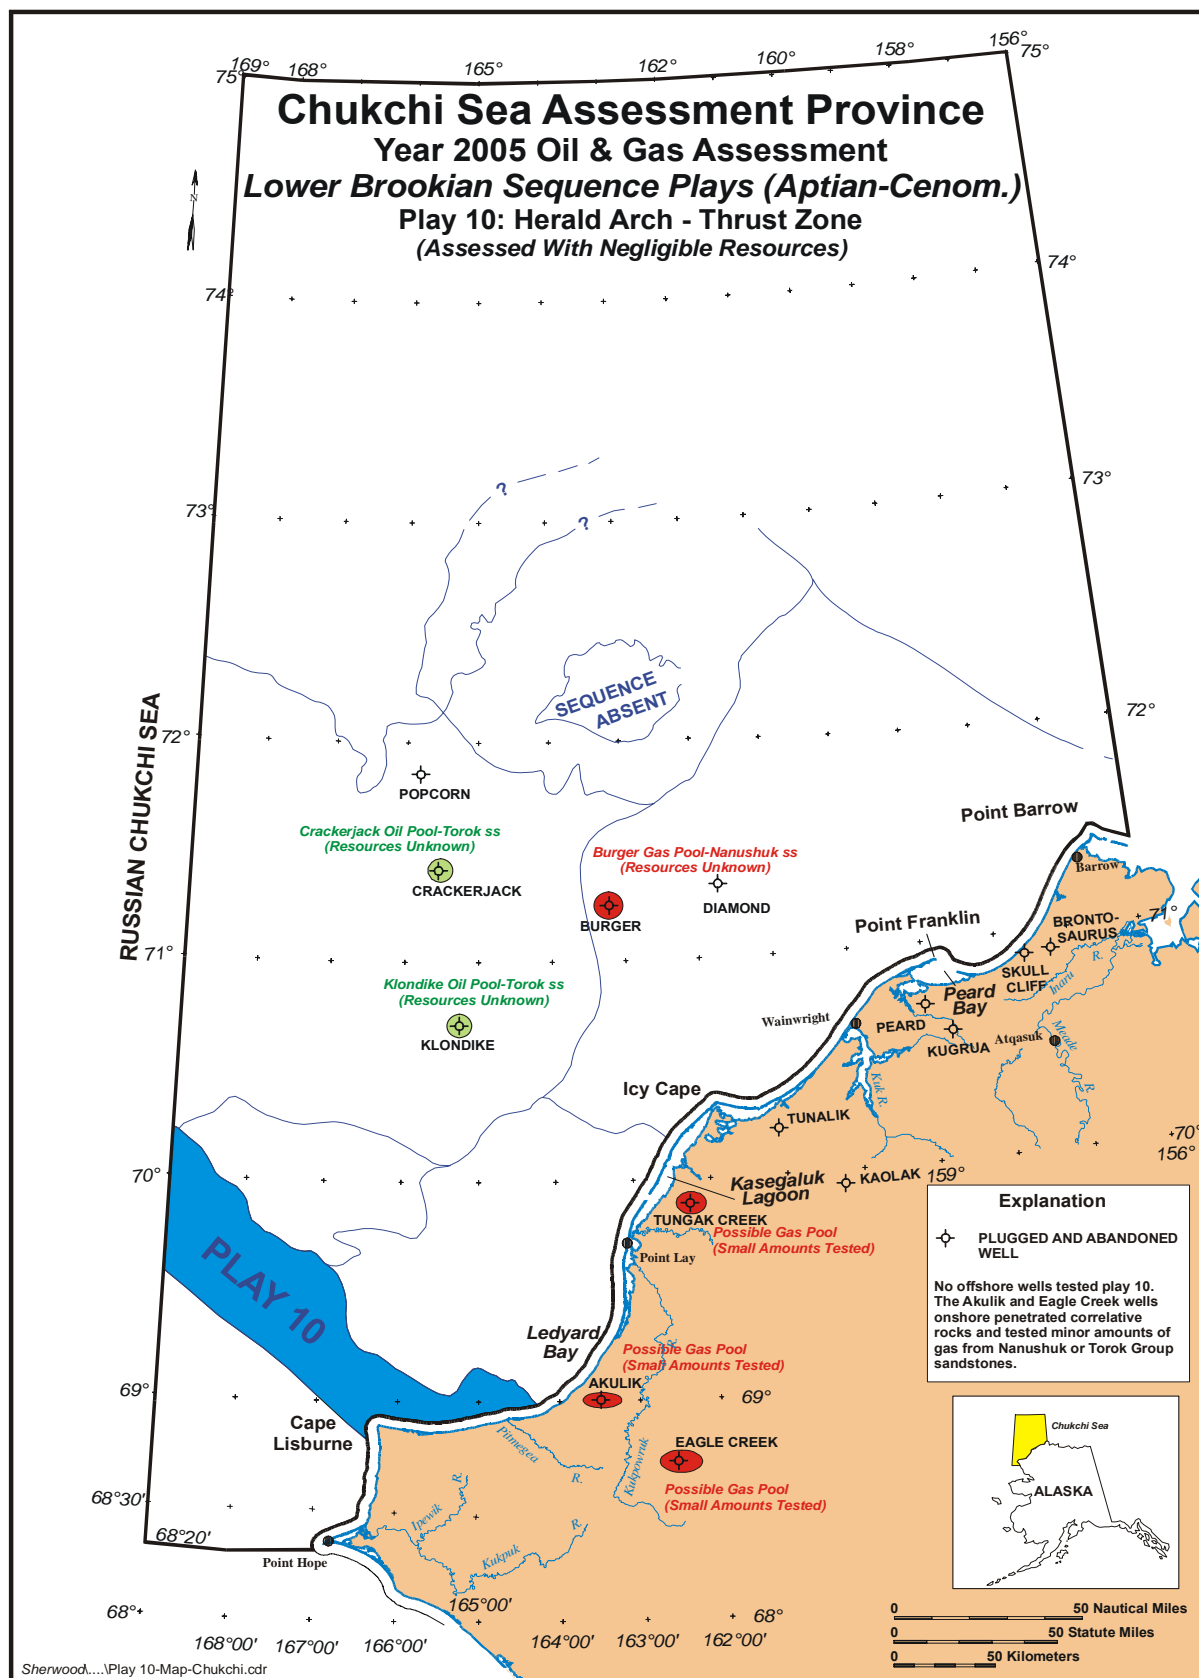 169°
168°
165°
162°
160°
158°
156°
75°
75°
Chukchi Sea Assessment Province
Year 2005 Oil & Gas Assessment
Lower Brookian Sequence Plays (Aptian-Cenom.)
Play 10: Herald Arch - Thrust Zone
(Assessed With Negligible Resources)
N
74°
74°
73°
73°
?
?
SEQUENCE
ABSENT
72°
72°
RUSSIAN CHUKCHI SEA
POPCORN
Crackerjack Oil Pool-Torok ss
(Resources Unknown)
CRACKERJACK
Burger Gas Pool-Nanushuk ss
(Resources Unknown)
BURGER
DIAMOND
Point Barrow
Barrow
Point Franklin
BRONTO-
SAURUS
71°
71°
SKULL
CLIFF
R.
Inaru
Klondike Oil Pool-Torok ss
(Resources Unknown)
KLONDIKE
Peard
Bay
Wainwright
PEARD
KUGRUA
Atqasuk
Meade
R.
Kuk R.
Icy Cape
TUNALIK
70°
70°
156°
Kasegaluk
Lagoon
KAOLAK
159°
TUNGAK CREEK
Possible Gas Pool
(Small Amounts Tested)
Point Lay
PLAY 10
Explanation
PLUGGED AND ABANDONED
WELL
No offshore wells tested play 10.
The Akulik and Eagle Creek wells
onshore penetrated correlative
rocks and tested minor amounts of
gas from Nanushuk or Torok Group
sandstones.
Ledyard
Bay
R.
Possible Gas Pool
(Small Amounts Tested)
AKULIK
69°
69°
Cape
Lisburne
Pitmegea
R.
Kukpowruk
EAGLE CREEK
Possible Gas Pool
(Small Amounts Tested)
Chukchi Sea
ALASKA
68°30'
68°20'
Ipewik
R.
Kukpuk
R.
Point Hope
165°00'
68°
68°
168°00'
167°00'
166°00'
164°00'
163°00'
162°00'
0
50 Nautical Miles
0
50 Statute Miles
0
50 Kilometers
Sherwood\....\Play 10-Map-Chukchi.cdr